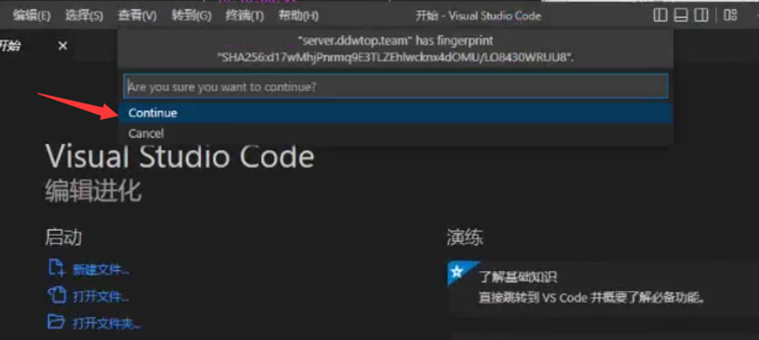 编辑(E) 选择(S) 查看(V) 转到(G) 终端(T) 帮助(H) 开始 - Visual Studio Code
开始
"server.ddwtop.team" has fingerprint
"SHA256:d17wMhjPnrmq9E3TLZEhlwcknx4dOMU/LO8430WRUU8".
Are you sure you want to continue?
Continue
Cancel
Visual Studio Code
编辑进化
启动
新建文件...
打开文件...
打开文件夹...
演练
了解基础知识
直接跳转到 VS Code 并概要了解必备功能。